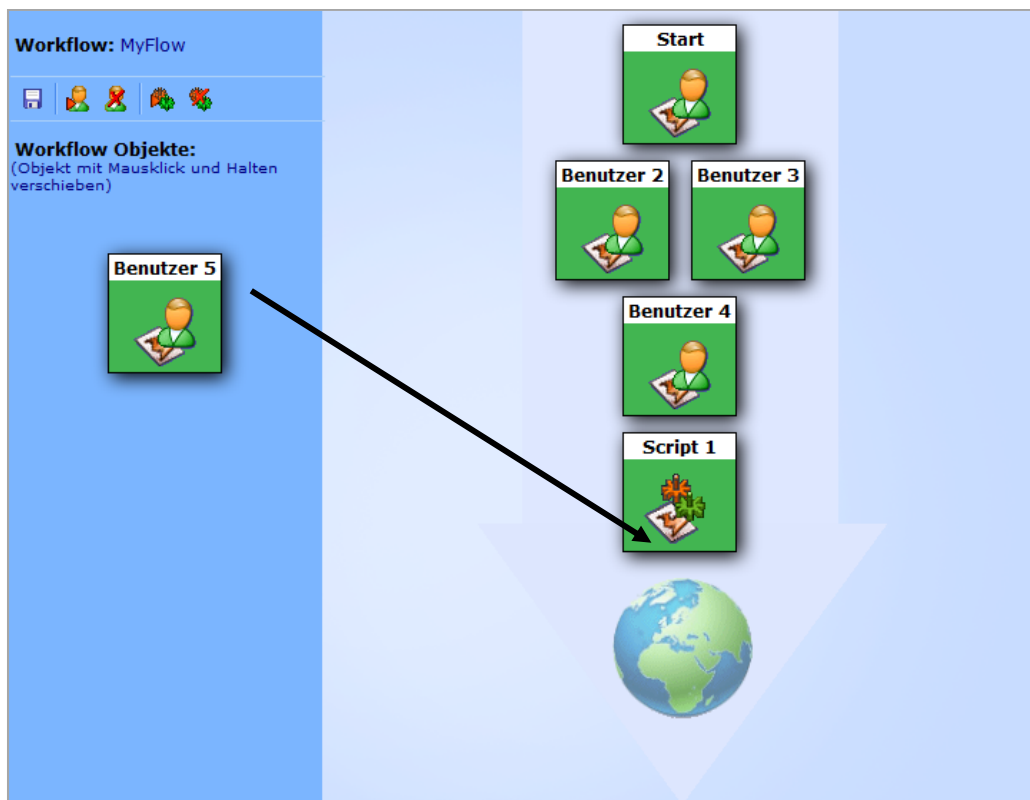 Workflow: MyFlow
Workflow Objekte:
(Objekt mit Mausklick und Halten
verschieben)
Benutzer 5
Start
Benutzer 2
Benutzer 3
Benutzer 4
Script 1